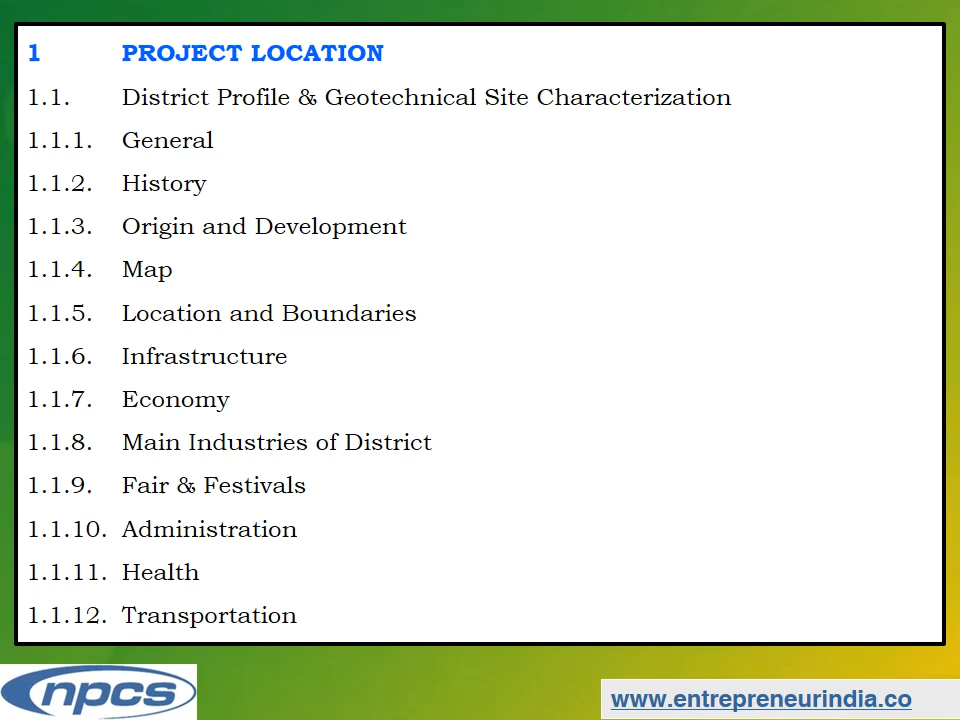 1 PROJECT LOCATION
1.1. District Profile & Geotechnical Site Characterization
1.1.1. General
1.1.2. History
1.1.3. Origin and Development
1.1.4. Map
1.1.5. Location and Boundaries
1.1.6. Infrastructure
1.1.7. Economy
1.1.8. Main Industries of District
1.1.9. Fair & Festivals
1.1.10. Administration
1.1.11. Health
1.1.12. Transportation
npcs
www.entrepreneurindia.co